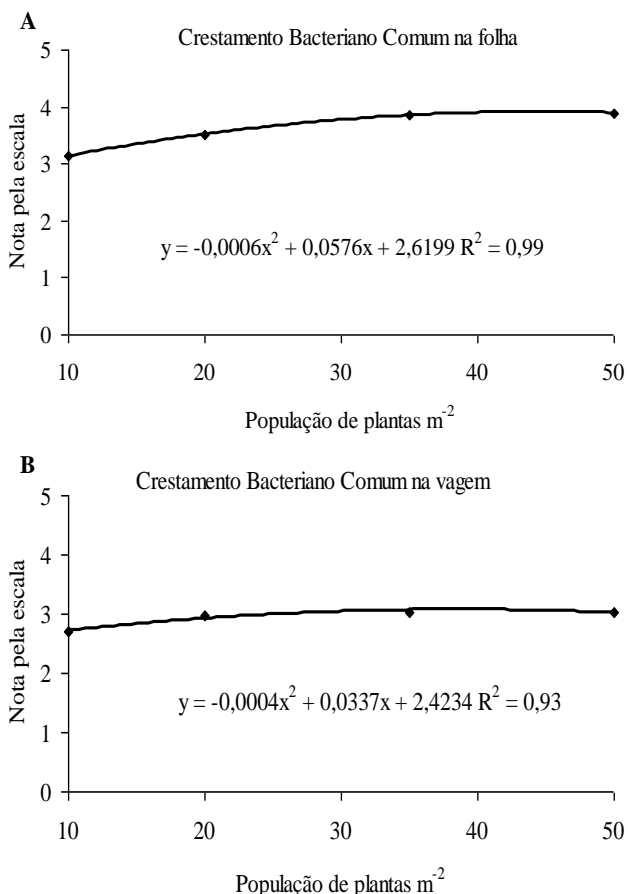 A
Crestamento Bacteriano Comum na folha
5
4
3
2
1
0
Nota pela escala
y = -0,0006x² + 0,0576x + 2,6199 R² = 0,99
10 20 30 40 50
População de plantas m⁻²
B
Crestamento Bacteriano Comum na vagem
5
4
3
2
1
0
Nota pela escala
y = -0,0004x² + 0,0337x + 2,4234 R² = 0,93
10 20 30 40 50
População de plantas m⁻²